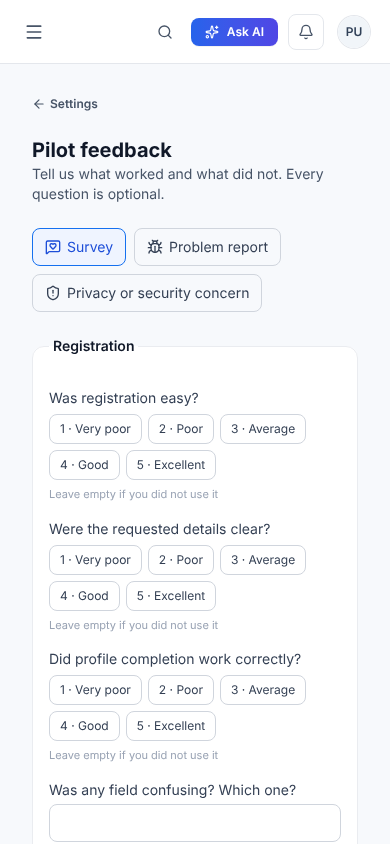 Ask AI
PU
Settings
Pilot feedback
Tell us what worked and what did not. Every
question is optional.
Survey
Problem report
Privacy or security concern
Registration
Was registration easy?
1 · Very poor
2 · Poor
3 · Average
4 · Good
5 · Excellent
Leave empty if you did not use it
Were the requested details clear?
1 · Very poor
2 · Poor
3 · Average
4 · Good
5 · Excellent
Leave empty if you did not use it
Did profile completion work correctly?
1 · Very poor
2 · Poor
3 · Average
4 · Good
5 · Excellent
Leave empty if you did not use it
Was any field confusing? Which one?